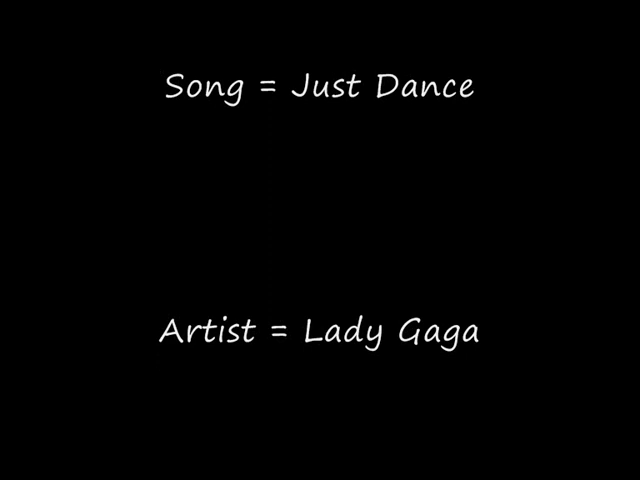 Song = Just Dance
Artist = Lady Gaga